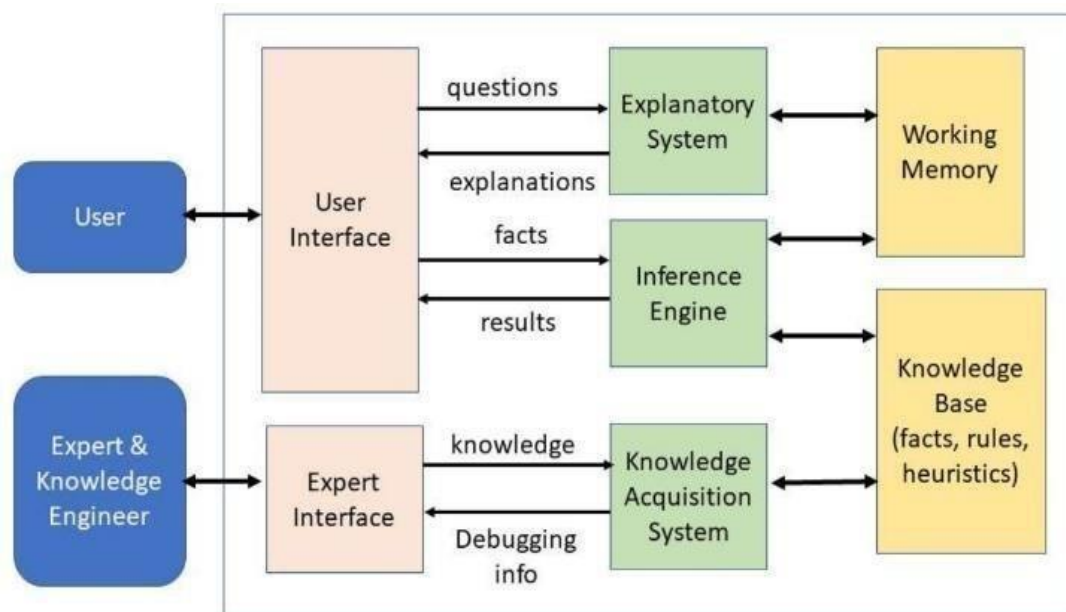 User
Expert &
Knowledge
Engineer
User
Interface
Expert
Interface
questions
explanations
facts
results
knowledge
Debugging
info
Explanatory
System
Inference
Engine
Knowledge
Acquisition
System
Working
Memory
Knowledge
Base
(facts, rules,
heuristics)